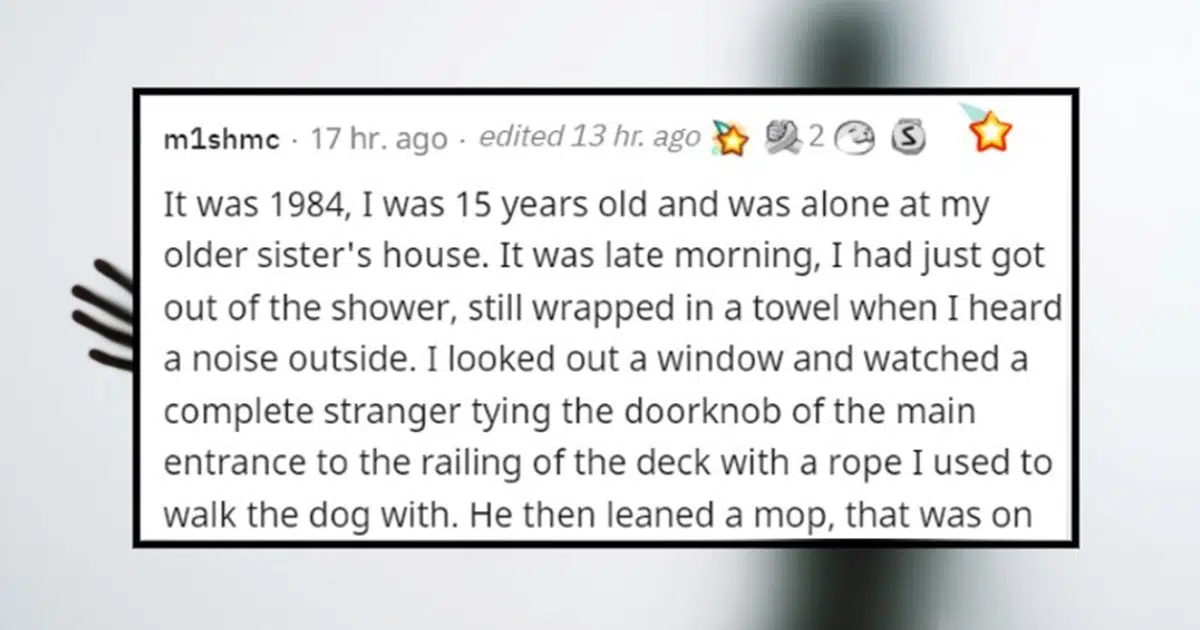 m1shmc · 17 hr. ago · edited 13 hr. ago 2 S
It was 1984, I was 15 years old and was alone at my
older sister's house. It was late morning, I had just got
out of the shower, still wrapped in a towel when I heard
a noise outside. I looked out a window and watched a
complete stranger tying the doorknob of the main
entrance to the railing of the deck with a rope I used to
walk the dog with. He then leaned a mop, that was on